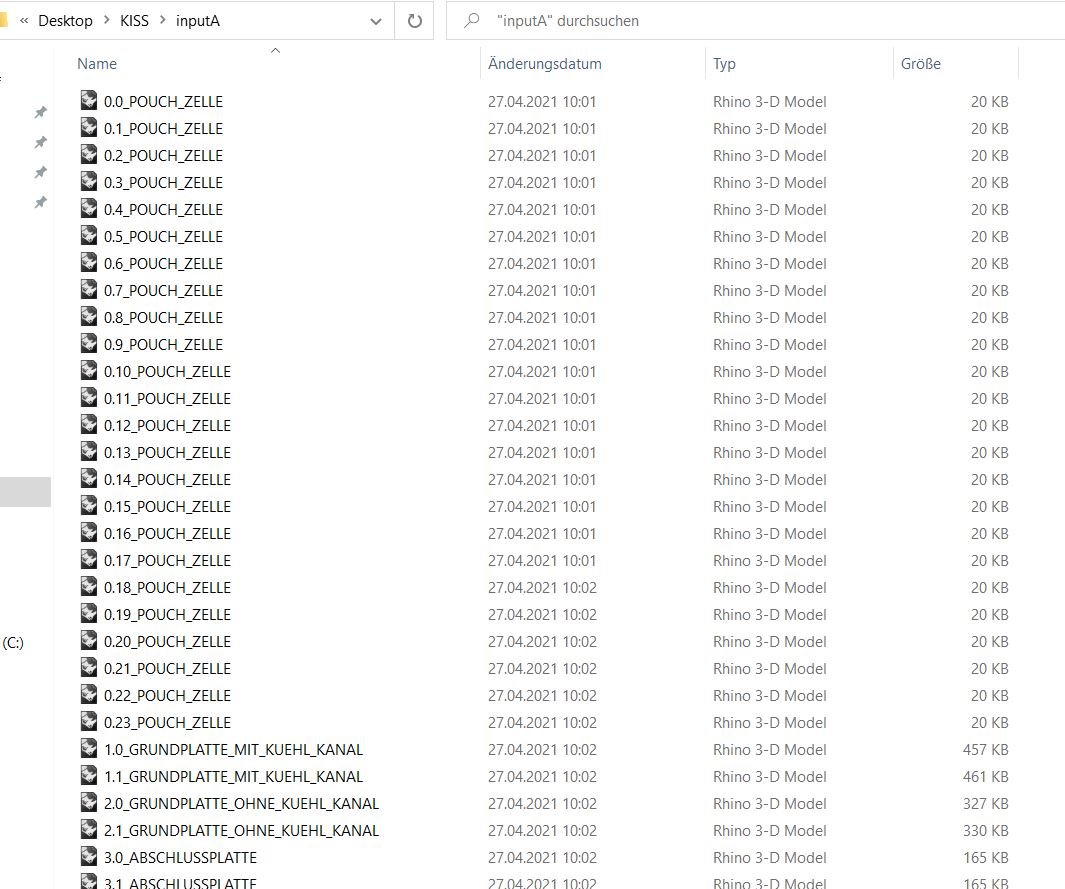 « Desktop > KISS > inputA "inputA" durchsuchen
Name Änderungsdatum Typ Größe
0.0_POUCH_ZELLE 27.04.2021 10:01 Rhino 3-D Model 20 KB
0.1_POUCH_ZELLE 27.04.2021 10:01 Rhino 3-D Model 20 KB
0.2_POUCH_ZELLE 27.04.2021 10:01 Rhino 3-D Model 20 KB
0.3_POUCH_ZELLE 27.04.2021 10:01 Rhino 3-D Model 20 KB
0.4_POUCH_ZELLE 27.04.2021 10:01 Rhino 3-D Model 20 KB
0.5_POUCH_ZELLE 27.04.2021 10:01 Rhino 3-D Model 20 KB
0.6_POUCH_ZELLE 27.04.2021 10:01 Rhino 3-D Model 20 KB
0.7_POUCH_ZELLE 27.04.2021 10:01 Rhino 3-D Model 20 KB
0.8_POUCH_ZELLE 27.04.2021 10:01 Rhino 3-D Model 20 KB
0.9_POUCH_ZELLE 27.04.2021 10:01 Rhino 3-D Model 20 KB
0.10_POUCH_ZELLE 27.04.2021 10:01 Rhino 3-D Model 20 KB
0.11_POUCH_ZELLE 27.04.2021 10:01 Rhino 3-D Model 20 KB
0.12_POUCH_ZELLE 27.04.2021 10:01 Rhino 3-D Model 20 KB
0.13_POUCH_ZELLE 27.04.2021 10:01 Rhino 3-D Model 20 KB
0.14_POUCH_ZELLE 27.04.2021 10:01 Rhino 3-D Model 20 KB
0.15_POUCH_ZELLE 27.04.2021 10:01 Rhino 3-D Model 20 KB
0.16_POUCH_ZELLE 27.04.2021 10:01 Rhino 3-D Model 20 KB
0.17_POUCH_ZELLE 27.04.2021 10:01 Rhino 3-D Model 20 KB
0.18_POUCH_ZELLE 27.04.2021 10:02 Rhino 3-D Model 20 KB
0.19_POUCH_ZELLE 27.04.2021 10:02 Rhino 3-D Model 20 KB
(C:) 0.20_POUCH_ZELLE 27.04.2021 10:02 Rhino 3-D Model 20 KB
0.21_POUCH_ZELLE 27.04.2021 10:02 Rhino 3-D Model 20 KB
0.22_POUCH_ZELLE 27.04.2021 10:02 Rhino 3-D Model 20 KB
0.23_POUCH_ZELLE 27.04.2021 10:02 Rhino 3-D Model 20 KB
1.0_GRUNDPLATTE_MIT_KUEHL_KANAL 27.04.2021 10:02 Rhino 3-D Model 457 KB
1.1_GRUNDPLATTE_MIT_KUEHL_KANAL 27.04.2021 10:02 Rhino 3-D Model 461 KB
2.0_GRUNDPLATTE_OHNE_KUEHL_KANAL 27.04.2021 10:02 Rhino 3-D Model 327 KB
2.1_GRUNDPLATTE_OHNE_KUEHL_KANAL 27.04.2021 10:02 Rhino 3-D Model 330 KB
3.0_ABSCHLUSSPLATTE 27.04.2021 10:02 Rhino 3-D Model 165 KB
3.1_ABSCHLUSSPLATTE 27.04.2021 10:02 Rhino 3-D Model 165 KB